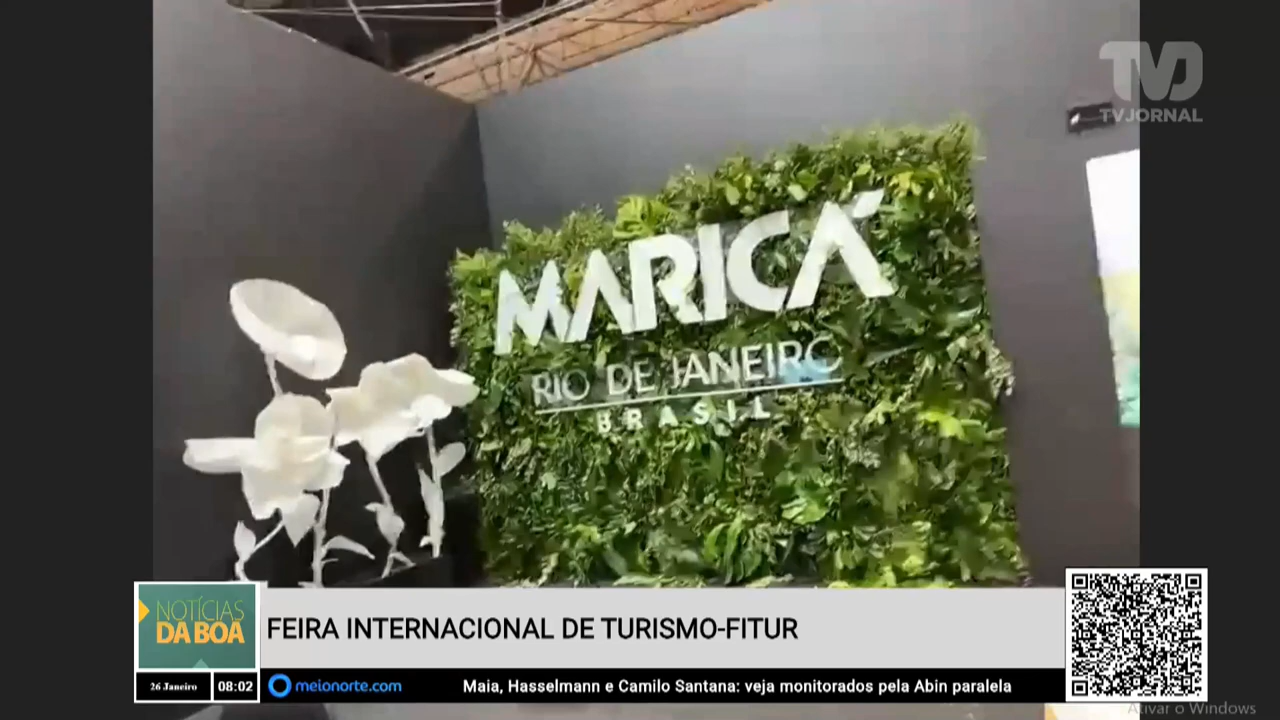 TVJ
TVJORNAL
MARICÁ
RIO DE JANEIRO
BRASIL
NOTÍCIAS
DA BOA
FEIRA INTERNACIONAL DE TURISMO-FITUR
26 Janeiro
08:02
meionorte.com
Maia, Hasselmann e Camilo Santana: veja monitorados pela Abin paralela
Ativar o Windows